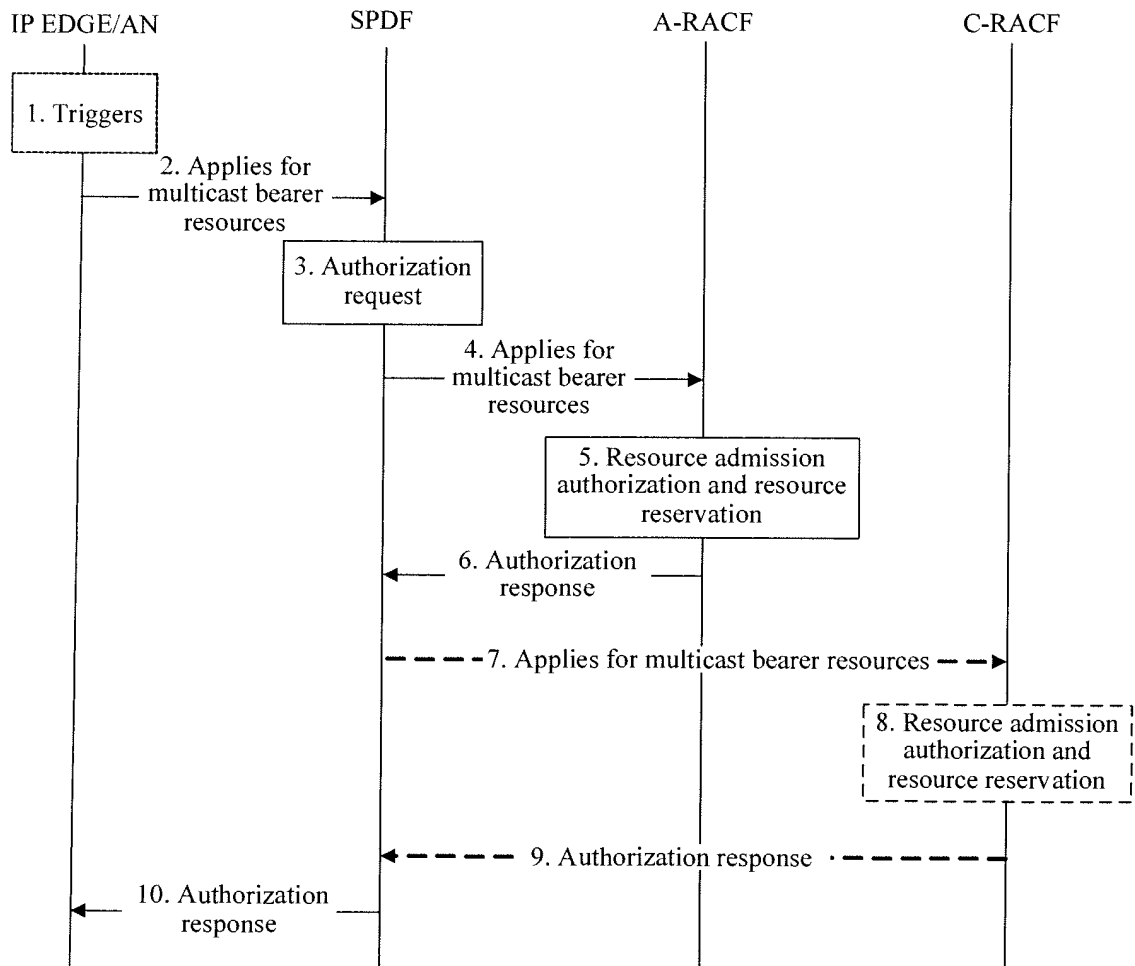 IP EDGE/AN
SPDF
A-RACF
C-RACF
1. Triggers
2. Applies for
multicast bearer
resources
3. Authorization
request
4. Applies for
multicast bearer
resources
5. Resource admission
authorization and resource
reservation
6. Authorization
response
7. Applies for multicast bearer resources
8. Resource admission
authorization and
resource reservation
9. Authorization response
10. Authorization
response